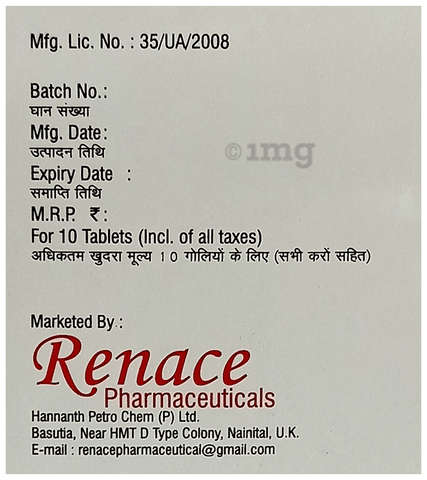 Mfg. Lic. No. : 35/UA/2008
Batch No.:
घान संख्या
Mfg. Date:
उत्पादन तिथि
Expiry Date :
समाप्ति तिथि
M.R.P. ₹ :
For 10 Tablets (Incl. of all taxes)
अधिकतम खुदरा मूल्य 10 गोलियों के लिए (सभी करों सहित)
©1mg
Marketed By :
Renace
Pharmaceuticals
Hannanth Petro Chem (P) Ltd.
Basutia, Near HMT D Type Colony, Nainital, U.K.
E-mail : renacepharmaceutical@gmail.com